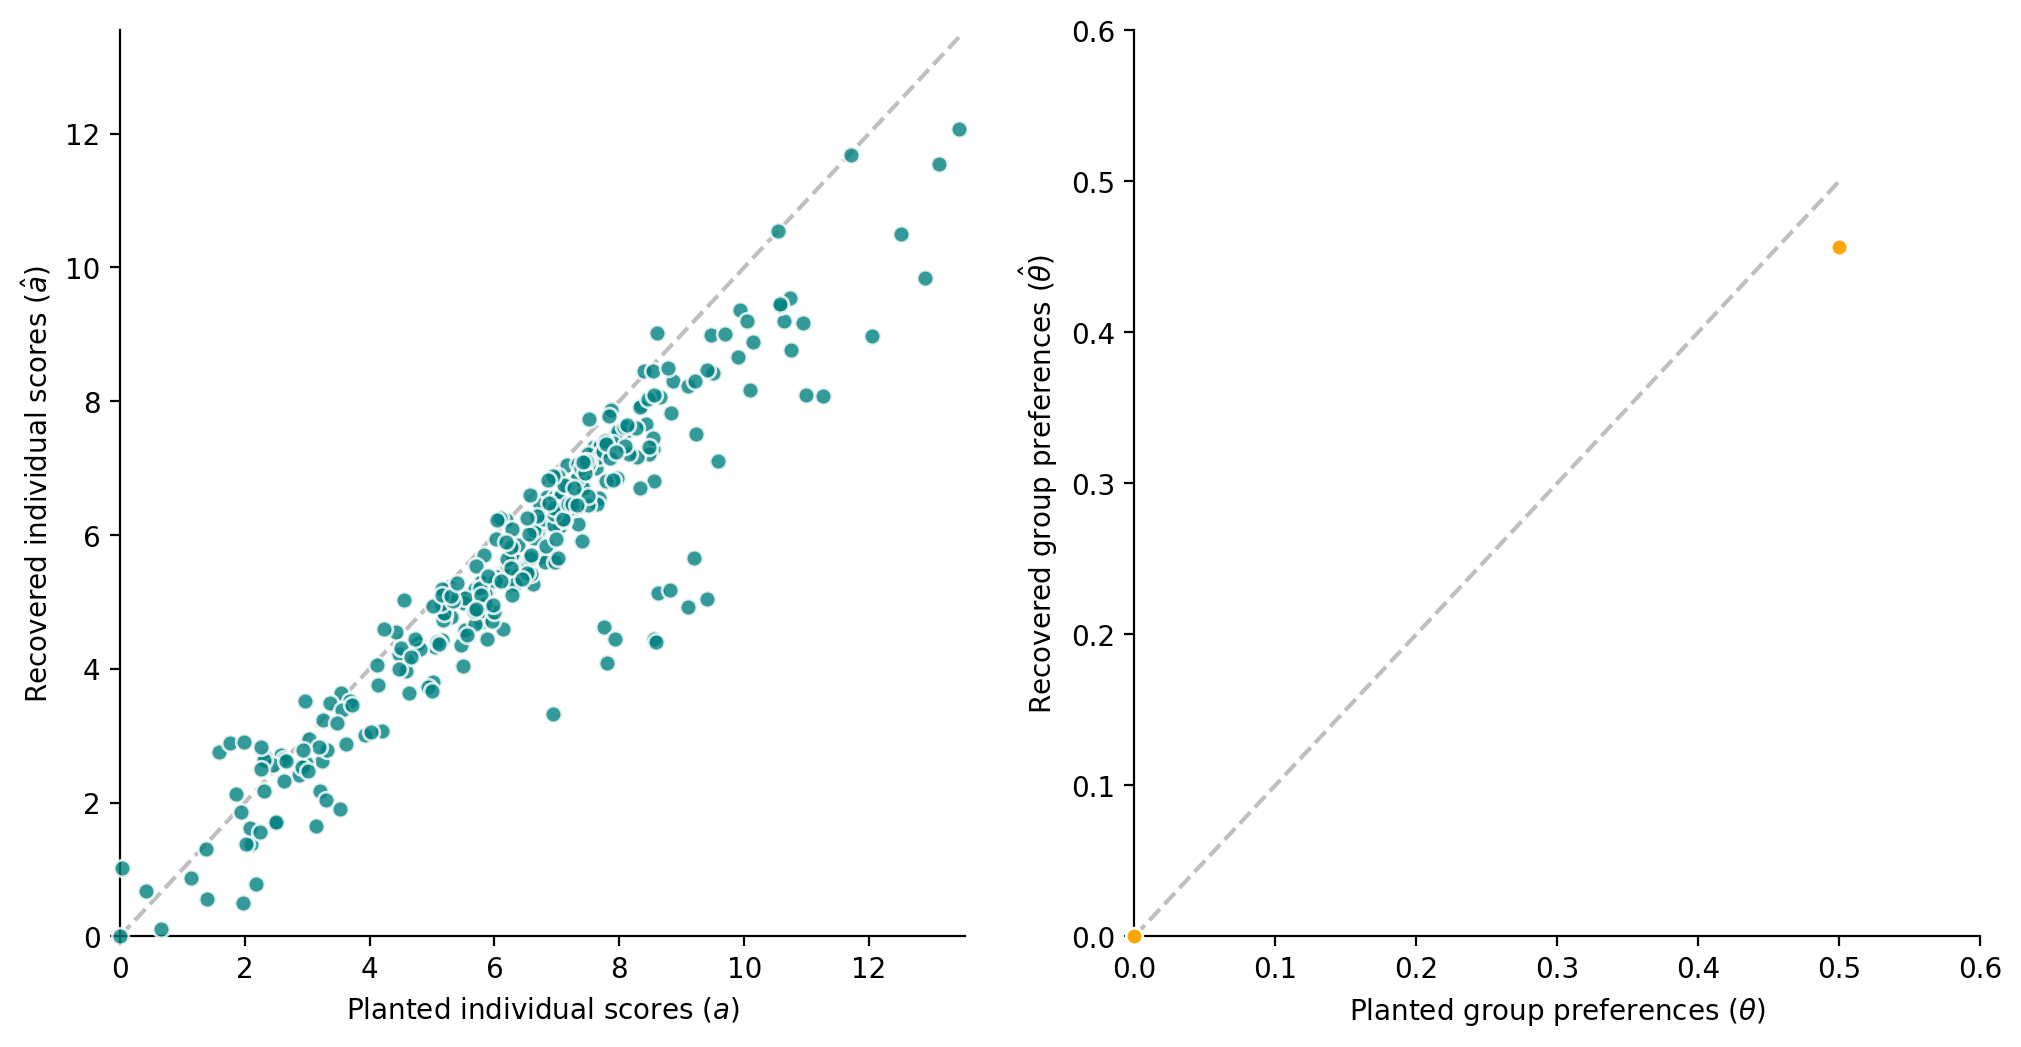 12
10
8
6
4
2
0
0 2 4 6 8 10 12
Recovered individual scores (â)
Planted individual scores (a)
0.6
0.5
0.4
0.3
0.2
0.1
0.0
0.0 0.1 0.2 0.3 0.4 0.5 0.6
Recovered group preferences (θ̂)
Planted group preferences (θ)